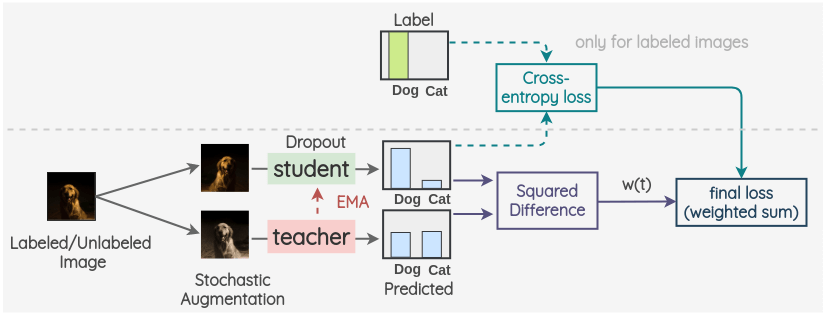 Label
only for labeled images
Dog Cat
Cross-
entropy loss
Dropout
student
Dog Cat
EMA
Squared
Difference
w(t)
final loss
(weighted sum)
Labeled/Unlabeled
Image
teacher
Stochastic
Augmentation
Dog Cat
Predicted